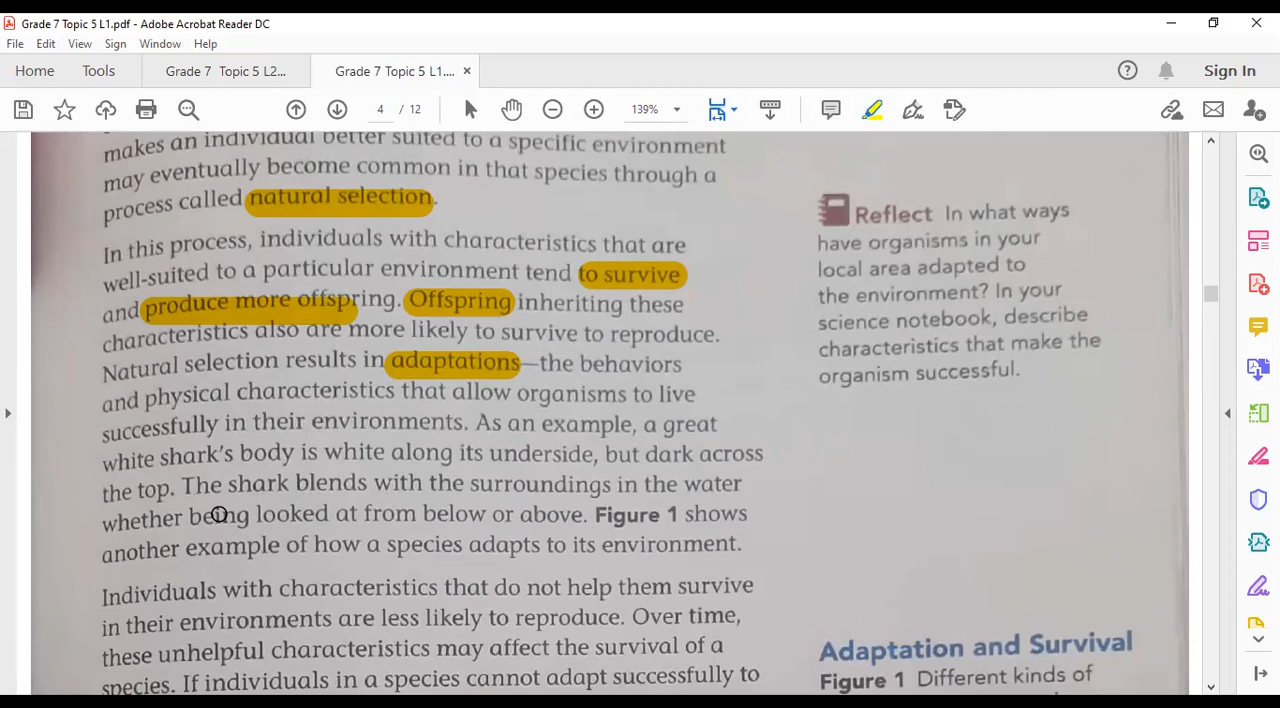 Grade 7 Topic 5 L1.pdf - Adobe Acrobat Reader DC
File Edit View Sign Window Help
Home Tools Grade 7 Topic 5 L2... Grade 7 Topic 5 L1.... × Sign In
4 / 12 139%
makes an individual better suited to a specific environment
may eventually become common in that species through a
process called natural selection.
In this process, individuals with characteristics that are
well-suited to a particular environment tend to survive
and produce more offspring. Offspring inheriting these
characteristics also are more likely to survive to reproduce.
Natural selection results in adaptations—the behaviors
and physical characteristics that allow organisms to live
successfully in their environments. As an example, a great
white shark's body is white along its underside, but dark across
the top. The shark blends with the surroundings in the water
whether being looked at from below or above. Figure 1 shows
another example of how a species adapts to its environment.
Individuals with characteristics that do not help them survive
in their environments are less likely to reproduce. Over time,
these unhelpful characteristics may affect the survival of a
species. If individuals in a species cannot adapt successfully to
Reflect In what ways
have organisms in your
local area adapted to
the environment? In your
science notebook, describe
characteristics that make the
organism successful.
Adaptation and Survival
Figure 1 Different kinds of